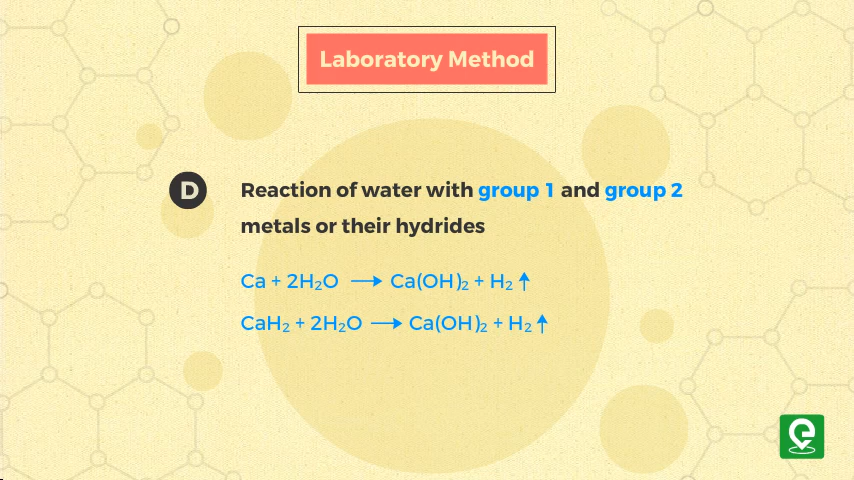 Laboratory Method
D
Reaction of water with group 1 and group 2
metals or their hydrides
Ca + 2H₂O ⟶ Ca(OH)₂ + H₂ ↑
CaH₂ + 2H₂O ⟶ Ca(OH)₂ + H₂ ↑